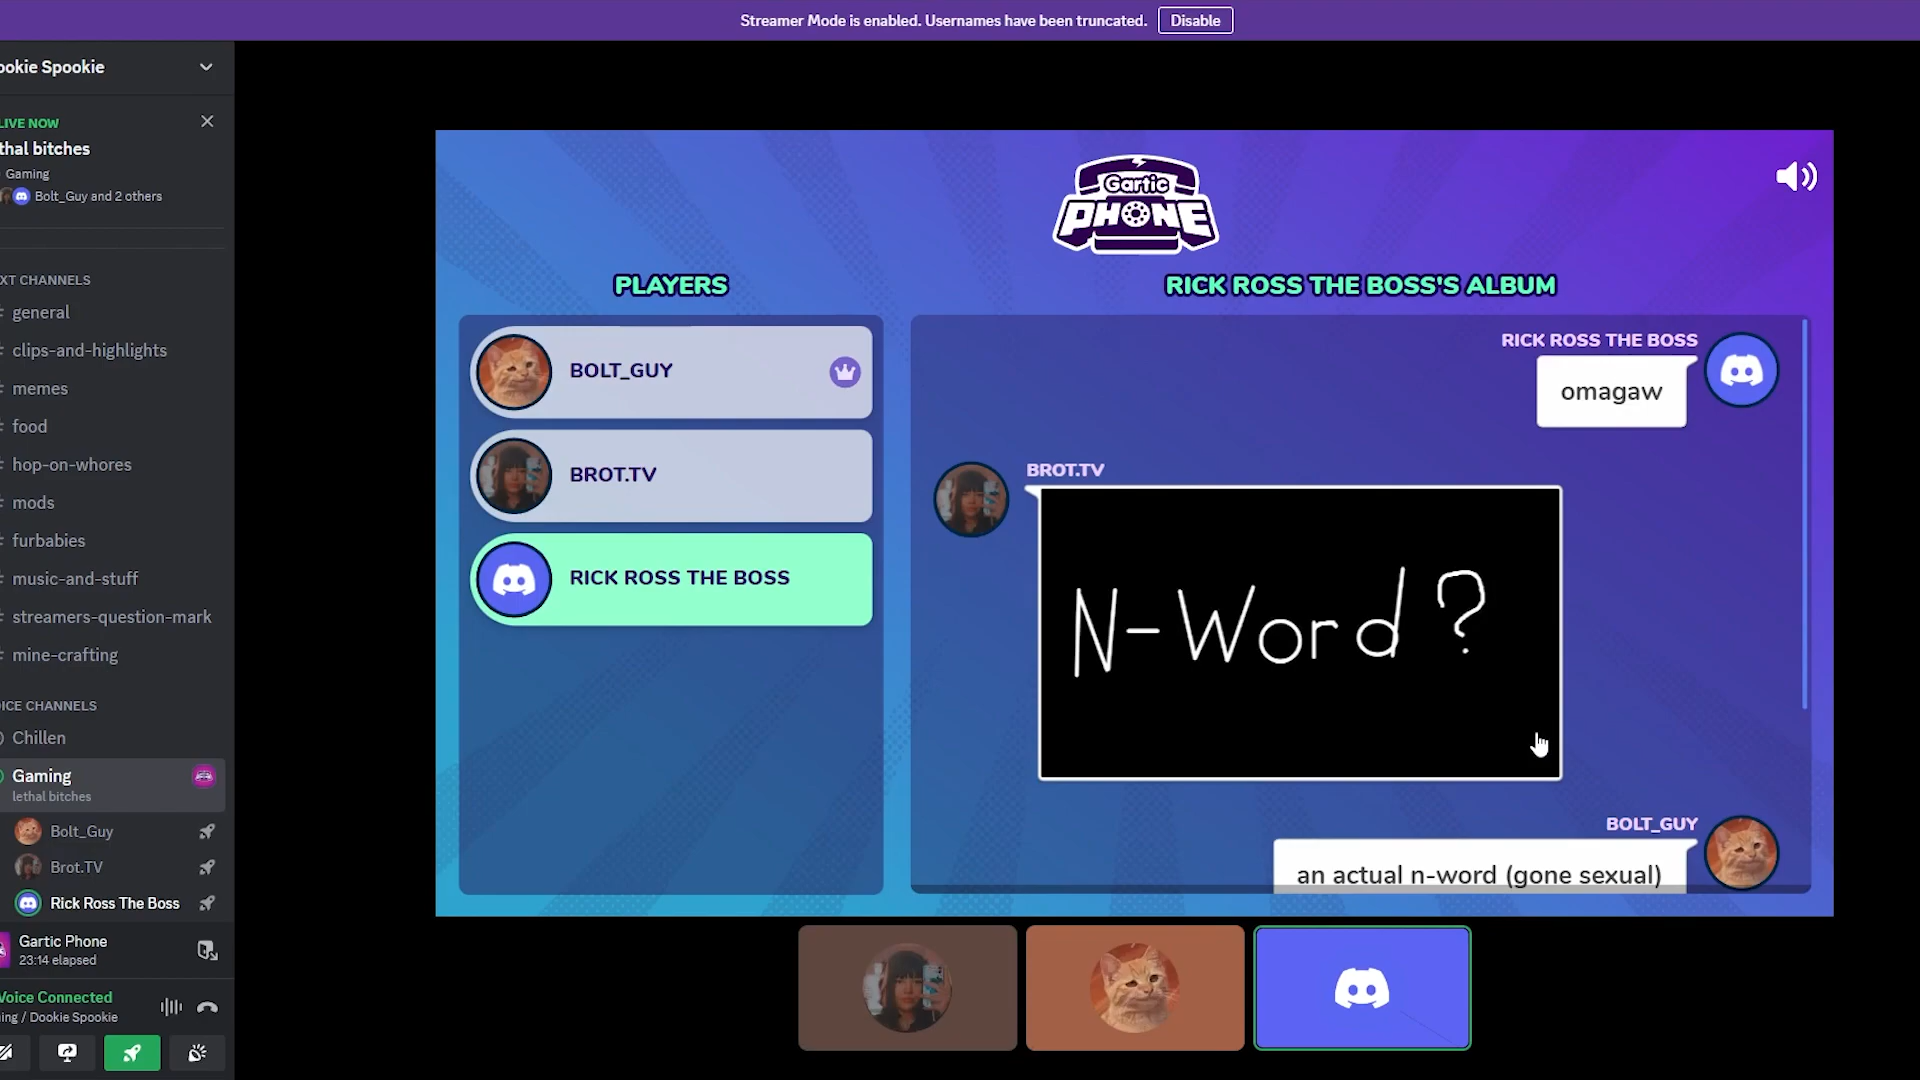 Streamer Mode is enabled. Usernames have been truncated. Disable
ookie Spookie
LIVE NOW
thal bitches
Gaming
Bolt_Guy and 2 others
XT CHANNELS
general
clips-and-highlights
memes
food
hop-on-whores
mods
furbabies
music-and-stuff
streamers-question-mark
mine-crafting
ICE CHANNELS
Chillen
Gaming
lethal bitches
Bolt_Guy
Brot.TV
Rick Ross The Boss
Gartic Phone
23:14 elapsed
Voice Connected
ing / Dookie Spookie
Gartic
PHONE
PLAYERS
BOLT_GUY
BROT.TV
RICK ROSS THE BOSS
RICK ROSS THE BOSS'S ALBUM
RICK ROSS THE BOSS
omagaw
BROT.TV
N-Word?
BOLT_GUY
an actual n-word (gone sexual)